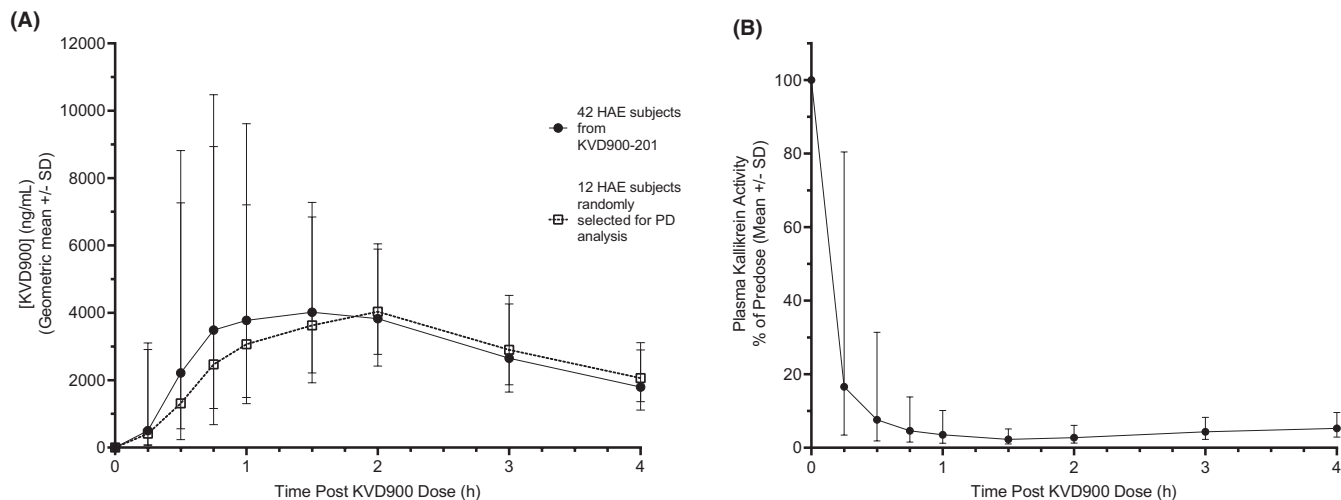 (A)
[KVD900] (ng/mL)
(Geometric mean +/- SD)
12000
10000
8000
6000
4000
2000
0
0
1
2
3
4
Time Post KVD900 Dose (h)
42 HAE subjects
from
KVD900-201
12 HAE subjects
randomly
selected for PD
analysis
(B)
Plasma Kallikrein Activity
% of Predose (Mean +/- SD)
100
80
60
40
20
0
0
1
2
3
4
Time Post KVD900 Dose (h)